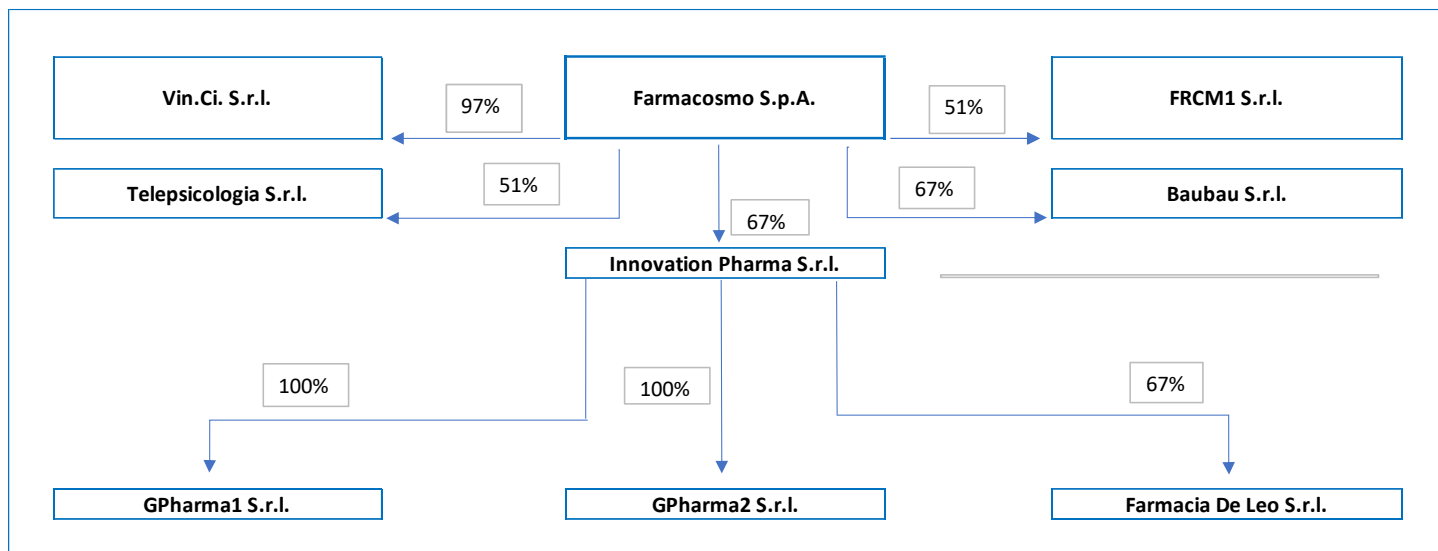 Vin.Ci. S.r.l.
97%
Farmacosmo S.p.A.
51%
FRCM1 S.r.l.
Telepsicologia S.r.l.
51%
67%
Baubau S.r.l.
67%
Innovation Pharma S.r.l.
100%
100%
67%
GPharma1 S.r.l.
GPharma2 S.r.l.
Farmacia De Leo S.r.l.